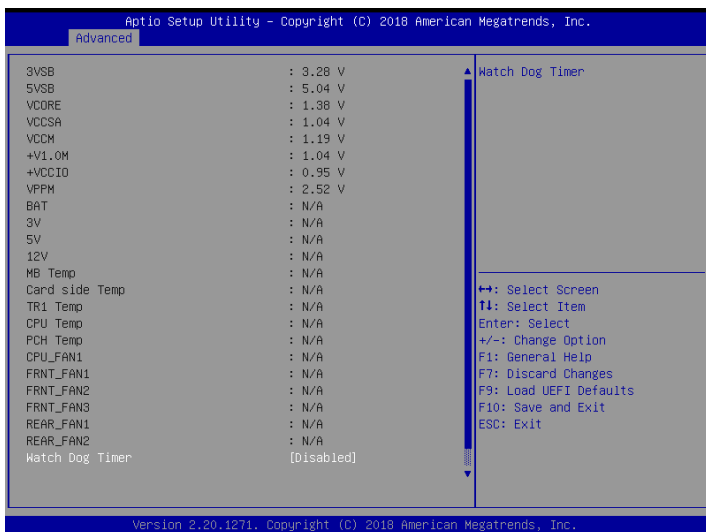 Aptio Setup Utility – Copyright (C) 2018 American Megatrends, Inc.
Advanced
3VSB : 3.28 V
5VSB : 5.04 V
VCORE : 1.38 V
VCCSA : 1.04 V
VCCM : 1.19 V
+V1.0M : 1.04 V
+VCCIO : 0.95 V
VPPM : 2.52 V
BAT : N/A
3V : N/A
5V : N/A
12V : N/A
MB Temp : N/A
Card side Temp : N/A
TR1 Temp : N/A
CPU Temp : N/A
PCH Temp : N/A
CPU_FAN1 : N/A
FRNT_FAN1 : N/A
FRNT_FAN2 : N/A
FRNT_FAN3 : N/A
REAR_FAN1 : N/A
REAR_FAN2 : N/A
Watch Dog Timer [Disabled]
Watch Dog Timer
↔: Select Screen
↑↓: Select Item
Enter: Select
+/-: Change Option
F1: General Help
F7: Discard Changes
F9: Load UEFI Defaults
F10: Save and Exit
ESC: Exit
Version 2.20.1271. Copyright (C) 2018 American Megatrends, Inc.